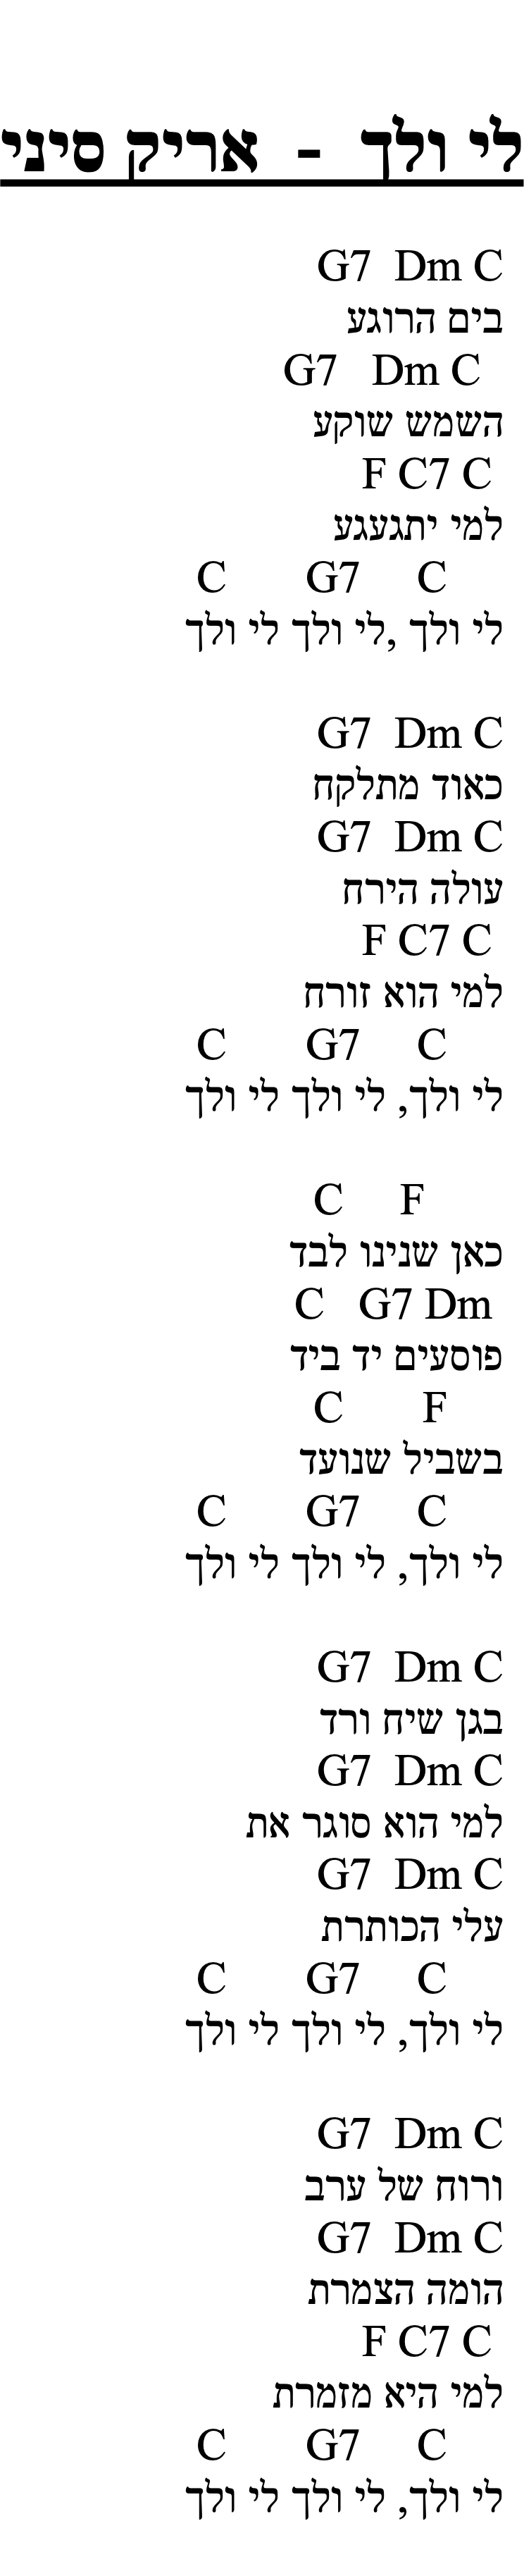 לי ולך - אריק סיני
G7 Dm C
בים הרוגע
G7 Dm C
השמש שוקע
F C7 C
למי יתגעגע
C G7 C
לי ולך ,לי ולך לי ולך
G7 Dm C
כאוד מתלקח
G7 Dm C
עולה הירח
F C7 C
למי הוא זורח
C G7 C
לי ולך, לי ולך לי ולך
C F
כאן שנינו לבד
C G7 Dm
פוסעים יד ביד
C F
בשביל שנועד
C G7 C
לי ולך, לי ולך לי ולך
G7 Dm C
בגן שיח ורד
G7 Dm C
למי הוא סוגר את
G7 Dm C
עלי הכותרת
C G7 C
לי ולך, לי ולך לי ולך
G7 Dm C
ורוח של ערב
G7 Dm C
הומה הצמרת
F C7 C
למי היא מזמרת
C G7 C
לי ולך, לי ולך לי ולך